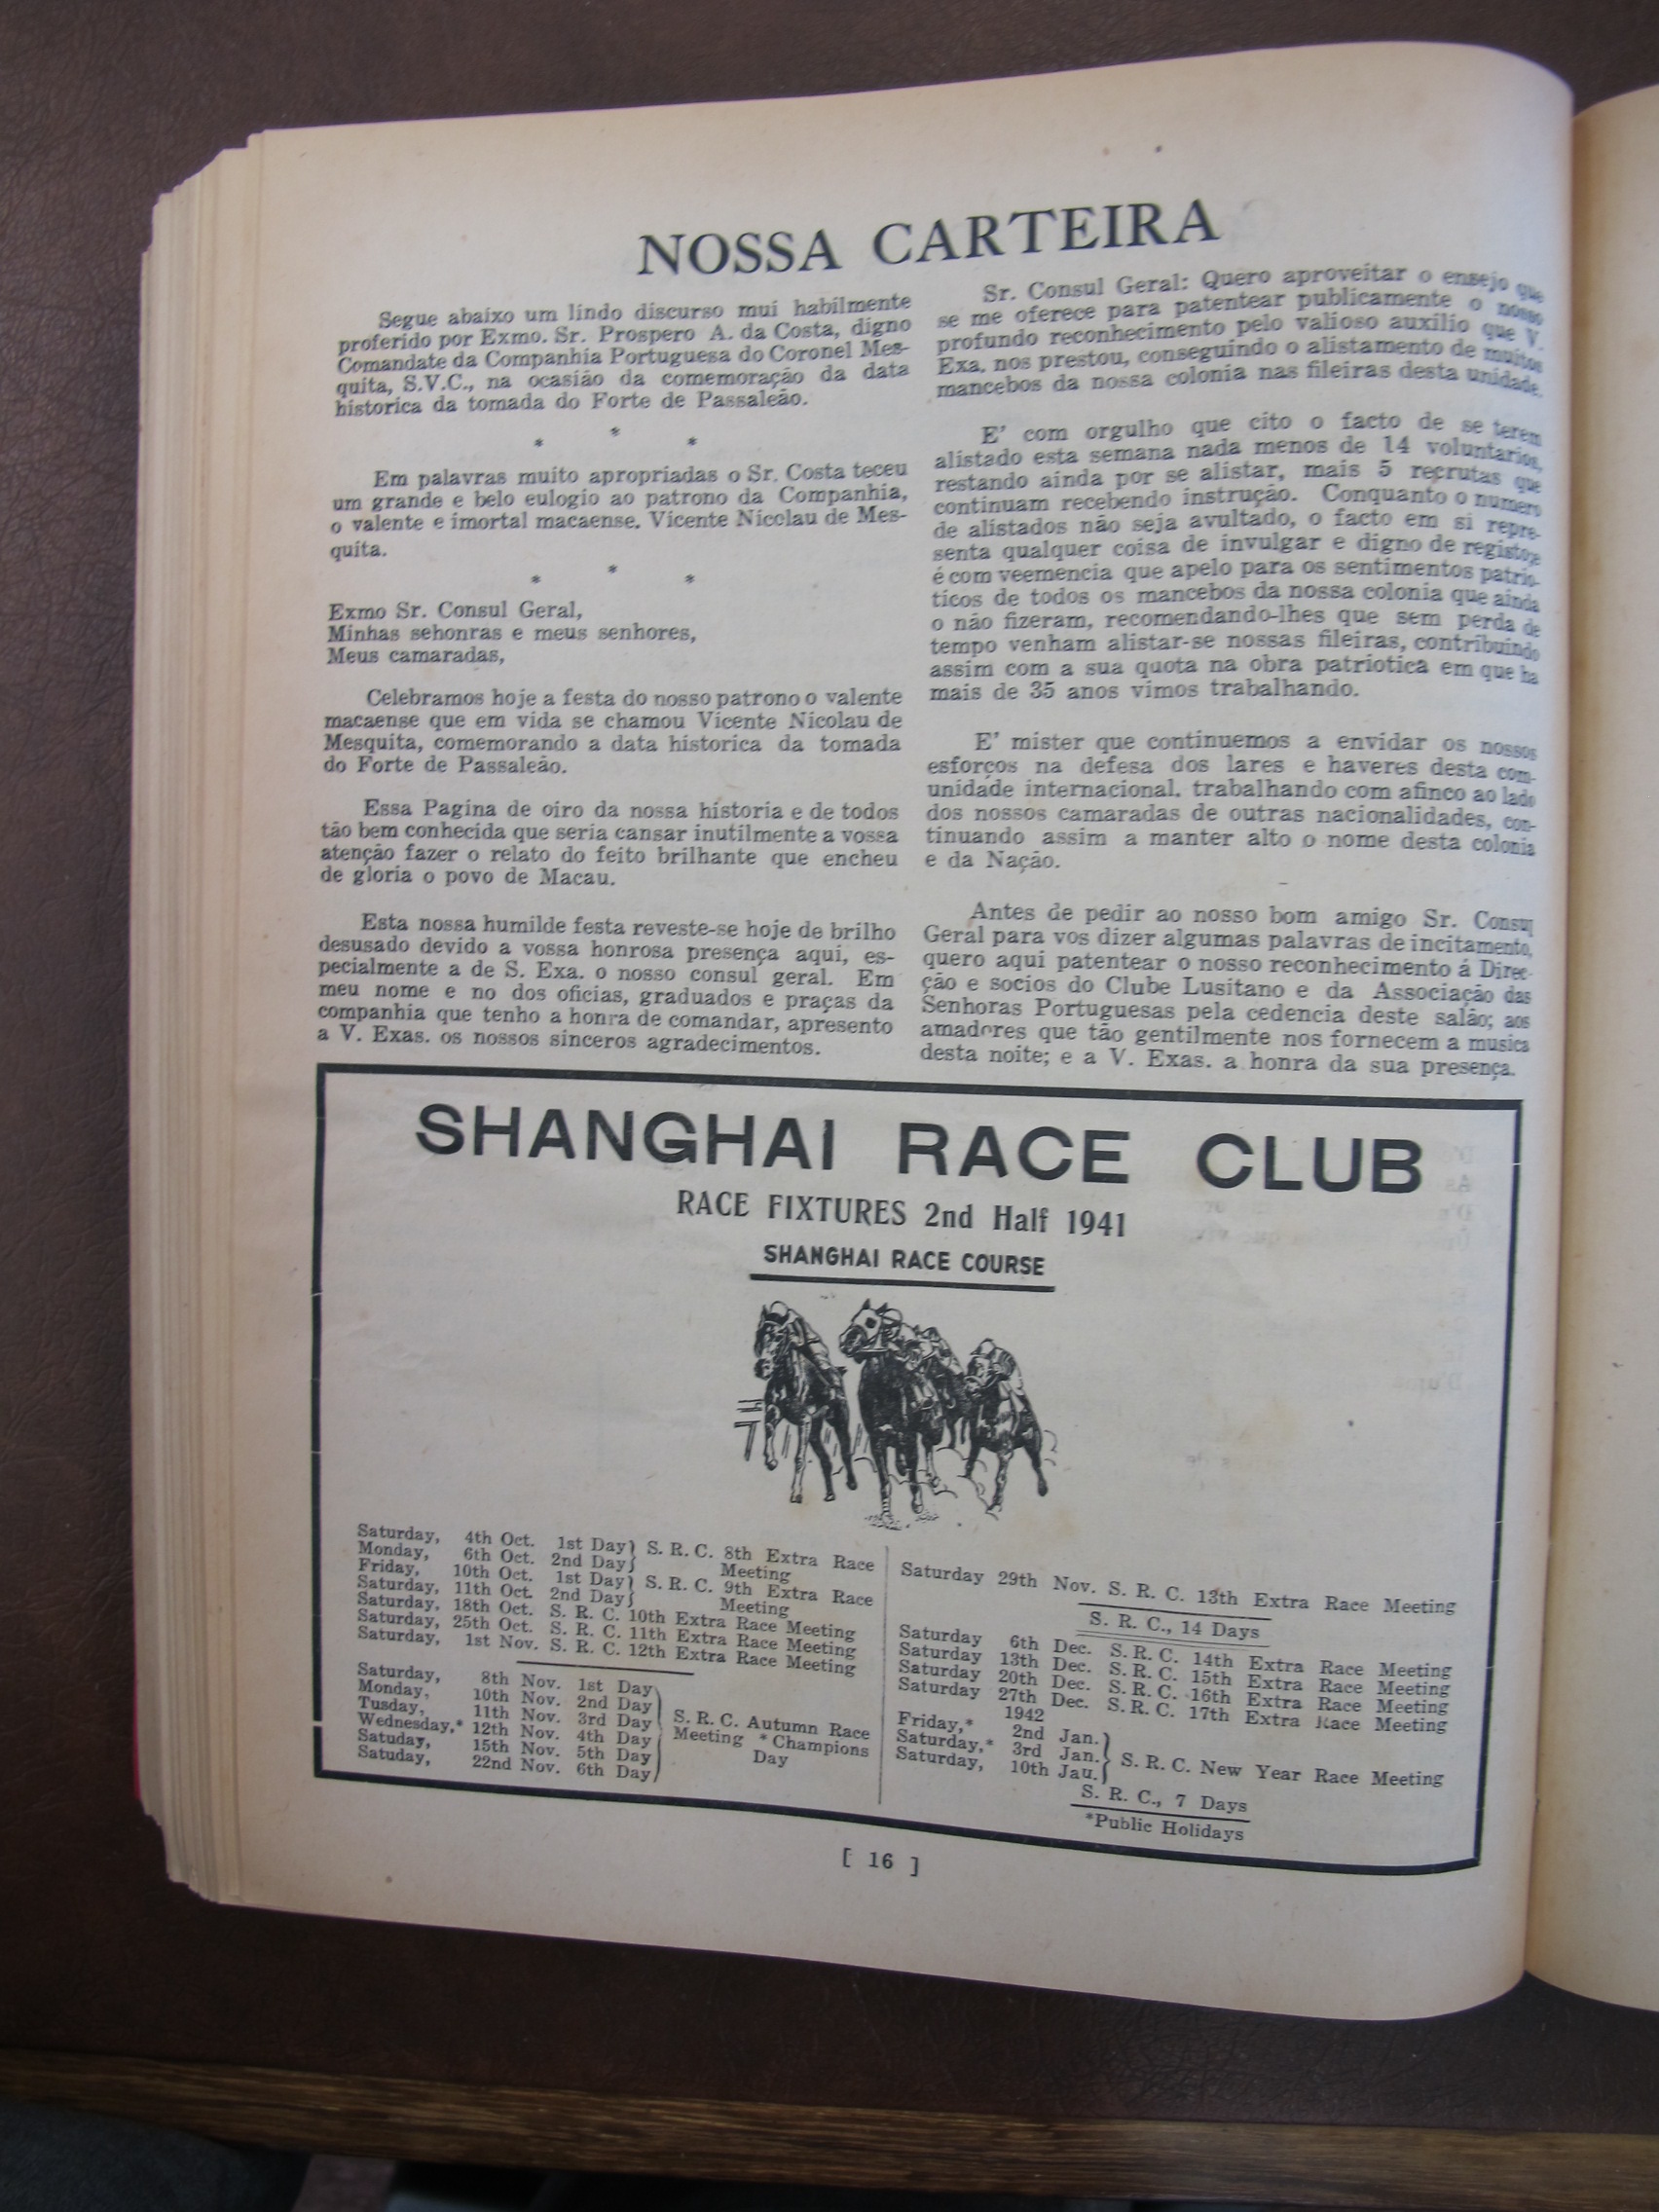 NOSSA CARTEIRA
Segue abaixo um lindo discurso mui habilmente
proferido por Exmo. Sr. Prospero A. da Costa, digno
Comandate da Companhia Portuguesa do Coronel Mes-
quita, S.V.C., na ocasião da comemoração da data
historica da tomada do Forte de Passaleão.
* * *
Em palavras muito apropriadas o Sr. Costa teceu
um grande e belo eulogio ao patrono da Companhia,
o valente e imortal macaense, Vicente Nicolau de Mes-
quita.
* * *
Exmo Sr. Consul Geral,
Minhas sehonras e meus senhores,
Meus camaradas,
Celebramos hoje a festa do nosso patrono o valente
macaense que em vida se chamou Vicente Nicolau de
Mesquita, comemorando a data historica da tomada
do Forte de Passaleão.
Essa Pagina de oiro da nossa historia e de todos
tão bem conhecida que seria cansar inutilmente a vossa
atenção fazer o relato do feito brilhante que encheu
de gloria o povo de Macau.
Esta nossa humilde festa reveste-se hoje de brilho
desusado devido a vossa honrosa presença aqui, es-
pecialmente a de S. Exa. o nosso consul geral. Em
meu nome e no dos oficias, graduados e praças da
companhia que tenho a honra de comandar, apresento
a V. Exas. os nossos sinceros agradecimentos.
Sr. Consul Geral: Quero aproveitar o ensejo que
se me oferece para patentear publicamente o nosso
profundo reconhecimento pelo valioso auxilio que V.
Exa. nos prestou, conseguindo o alistamento de muitos
mancebos da nossa colonia nas fileiras desta unidade.
E' com orgulho que cito o facto de se terem
alistado esta semana nada menos de 14 voluntarios,
restando ainda por se alistar, mais 5 recrutas que
continuam recebendo instrução. Conquanto o numero
de alistados não seja avultado, o facto em si repre-
senta qualquer coisa de invulgar e digno de registo, e
é com veemencia que apelo para os sentimentos patrio-
ticos de todos os mancebos da nossa colonia que ainda
o não fizeram, recomendando-lhes que sem perda de
tempo venham alistar-se nossas fileiras, contribuindo
assim com a sua quota na obra patriotica em que ha
mais de 35 anos vimos trabalhando.
E' mister que continuemos a envidar os nossos
esforços na defesa dos lares e haveres desta com-
unidade internacional. trabalhando com afinco ao lado
dos nossos camaradas de outras nacionalidades, con-
tinuando assim a manter alto o nome desta colonia
e da Nação.
Antes de pedir ao nosso bom amigo Sr. Consul
Geral para vos dizer algumas palavras de incitamento,
quero aqui patentear o nosso reconhecimento á Direc-
ção e socios do Clube Lusitano e da Associação das
Senhoras Portuguesas pela cedencia deste salão; aos
amadores que tão gentilmente nos fornecem a musica
desta noite; e a V. Exas. a honra da sua presença.
SHANGHAI RACE CLUB
RACE FIXTURES 2nd Half 1941
SHANGHAI RACE COURSE
Saturday, 4th Oct. 1st Day } S. R. C. 8th Extra Race
Monday, 6th Oct. 2nd Day } Meeting
Friday, 10th Oct. 1st Day } S. R. C. 9th Extra Race
Saturday, 11th Oct. 2nd Day } Meeting
Saturday, 18th Oct. S. R. C. 10th Extra Race Meeting
Saturday, 25th Oct. S. R. C. 11th Extra Race Meeting
Saturday, 1st Nov. S. R. C. 12th Extra Race Meeting
Saturday, 8th Nov. 1st Day
Monday, 10th Nov. 2nd Day
Tusday, 11th Nov. 3rd Day } S. R. C. Autumn Race
Wednesday,* 12th Nov. 4th Day } Meeting *Champions
Satuday, 15th Nov. 5th Day } Day
Satuday, 22nd Nov. 6th Day
Saturday 29th Nov. S. R. C. 13th Extra Race Meeting
S. R. C., 14 Days
Saturday 6th Dec. S. R. C. 14th Extra Race Meeting
Saturday 13th Dec. S. R. C. 15th Extra Race Meeting
Saturday 20th Dec. S. R. C. 16th Extra Race Meeting
Saturday 27th Dec. S. R. C. 17th Extra Race Meeting
1942
Friday,* 2nd Jan.
Saturday,* 3rd Jan. } S. R. C. New Year Race Meeting
Saturday, 10th Jau.
S. R. C., 7 Days
*Public Holidays
[ 16 ]